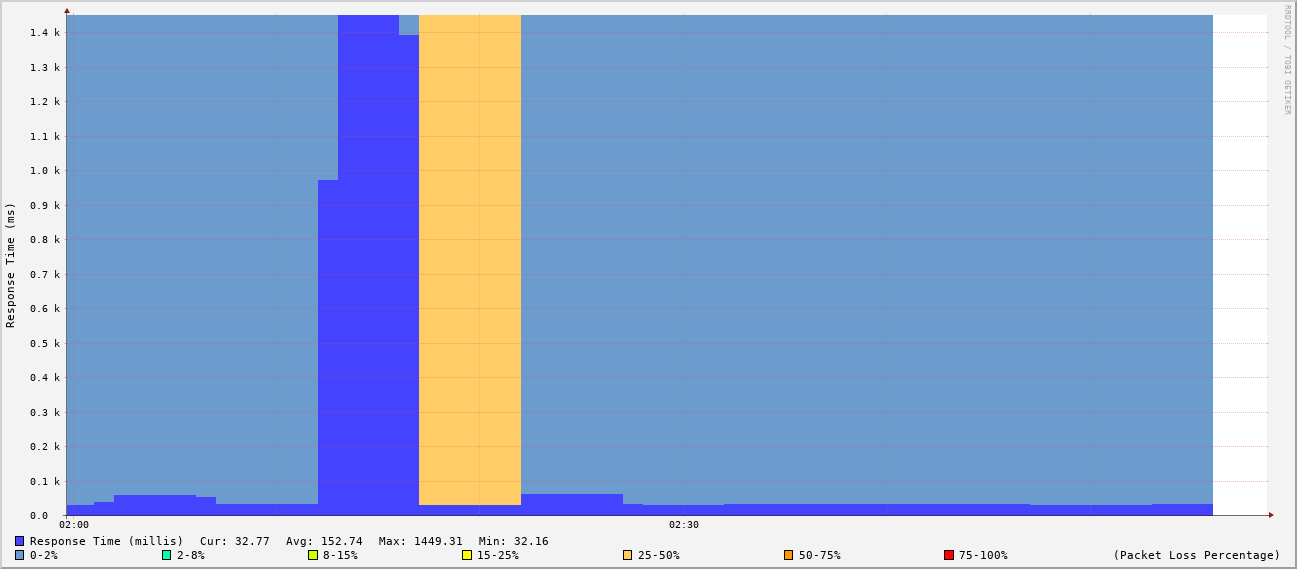 RRDTOOL / TOBI OETIKER
Response Time (ms)
1.4 k
1.3 k
1.2 k
1.1 k
1.0 k
0.9 k
0.8 k
0.7 k
0.6 k
0.5 k
0.4 k
0.3 k
0.2 k
0.1 k
0.0
02:00 02:30
Response Time (millis) Cur: 32.77 Avg: 152.74 Max: 1449.31 Min: 32.16
0-2% 2-8% 8-15% 15-25% 25-50% 50-75% 75-100% (Packet Loss Percentage)